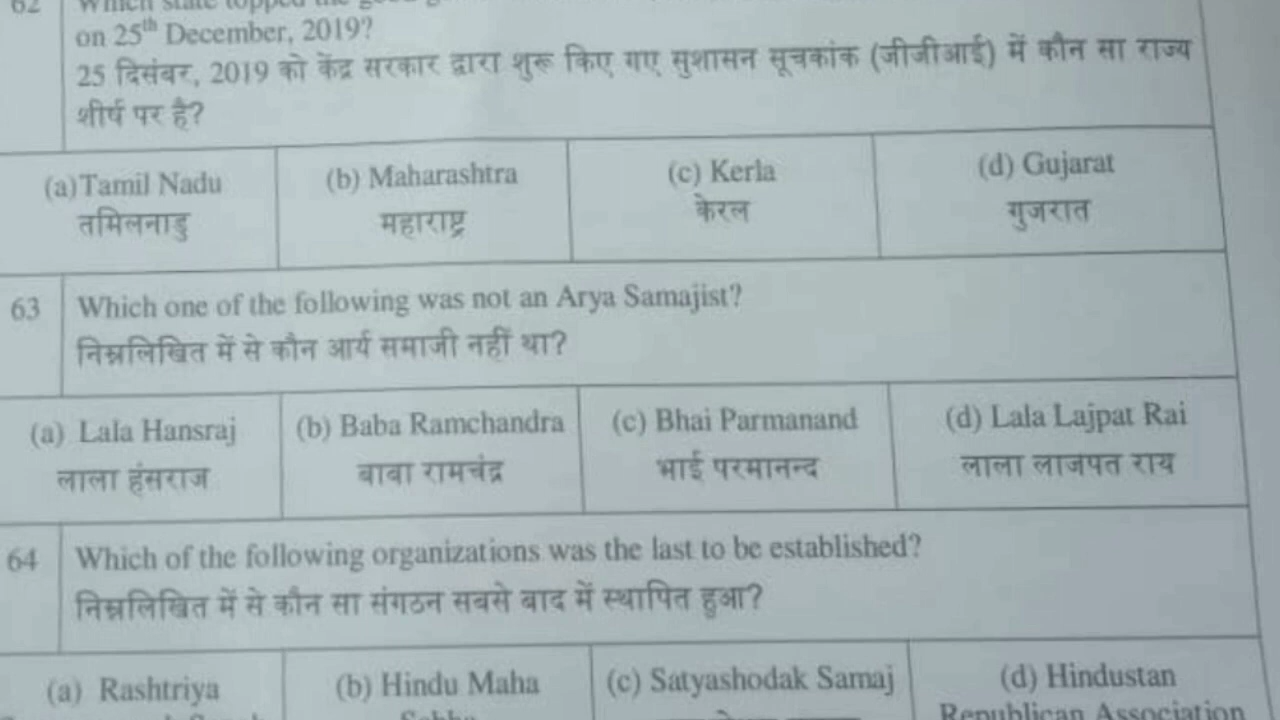 62
on 25th December, 2019?
25 दिसंबर, 2019 को केंद्र सरकार द्वारा शुरू किए गए सुशासन सूचकांक (जीजीआई) में कौन सा राज्य
शीर्ष पर है?
(a)Tamil Nadu (b) Maharashtra (c) Kerla (d) Gujarat
तमिलनाडु महाराष्ट्र केरल गुजरात
63 Which one of the following was not an Arya Samajist?
निम्नलिखित में से कौन आर्य समाजी नहीं था?
(a) Lala Hansraj (b) Baba Ramchandra (c) Bhai Parmanand (d) Lala Lajpat Rai
लाला हंसराज बाबा रामचंद्र भाई परमानन्द लाला लाजपत राय
64 Which of the following organizations was the last to be established?
निम्नलिखित में से कौन सा संगठन सबसे बाद में स्थापित हुआ?
(a) Rashtriya (b) Hindu Maha (c) Satyashodak Samaj (d) Hindustan
Republican Association